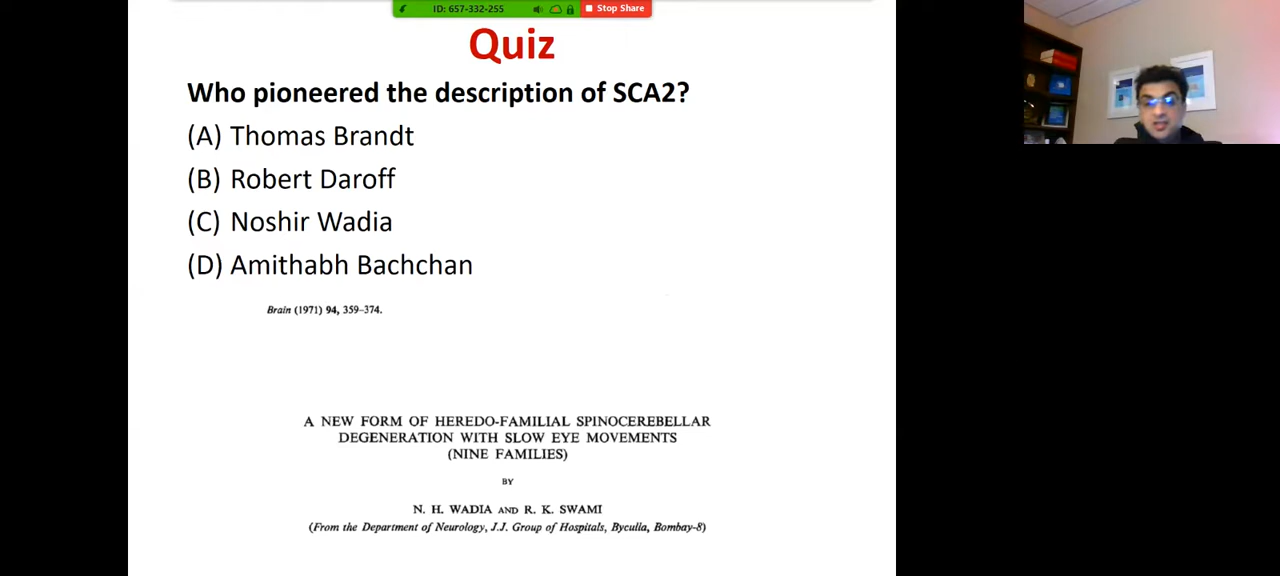 ID: 657-332-255
Stop Share
Quiz
Who pioneered the description of SCA2?
(A) Thomas Brandt
(B) Robert Daroff
(C) Noshir Wadia
(D) Amithabh Bachchan
Brain (1971) 94, 359–374.
A NEW FORM OF HEREDO-FAMILIAL SPINOCEREBELLAR
DEGENERATION WITH SLOW EYE MOVEMENTS
(NINE FAMILIES)
BY
N. H. WADIA AND R. K. SWAMI
(From the Department of Neurology, J.J. Group of Hospitals, Byculla, Bombay-8)